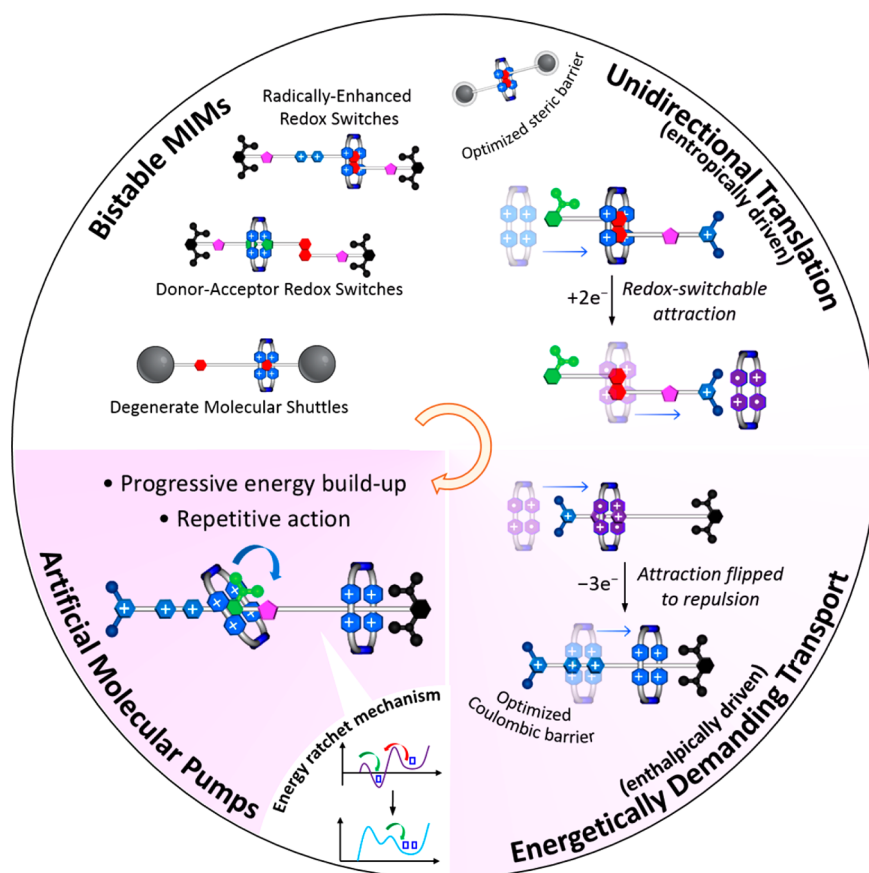 Bistable MIMs
Radically-Enhanced
Redox Switches
Donor-Acceptor Redox Switches
Degenerate Molecular Shuttles
Optimized steric barrier
Unidirectional Translation
(entropically driven)
+2e⁻
Redox-switchable
attraction
−3e⁻
Attraction flipped
to repulsion
Optimized
Coulombic barrier
(enthalpically driven)
Energetically Demanding Transport
• Progressive energy build-up
• Repetitive action
Artificial Molecular Pumps
Energy ratchet mechanism